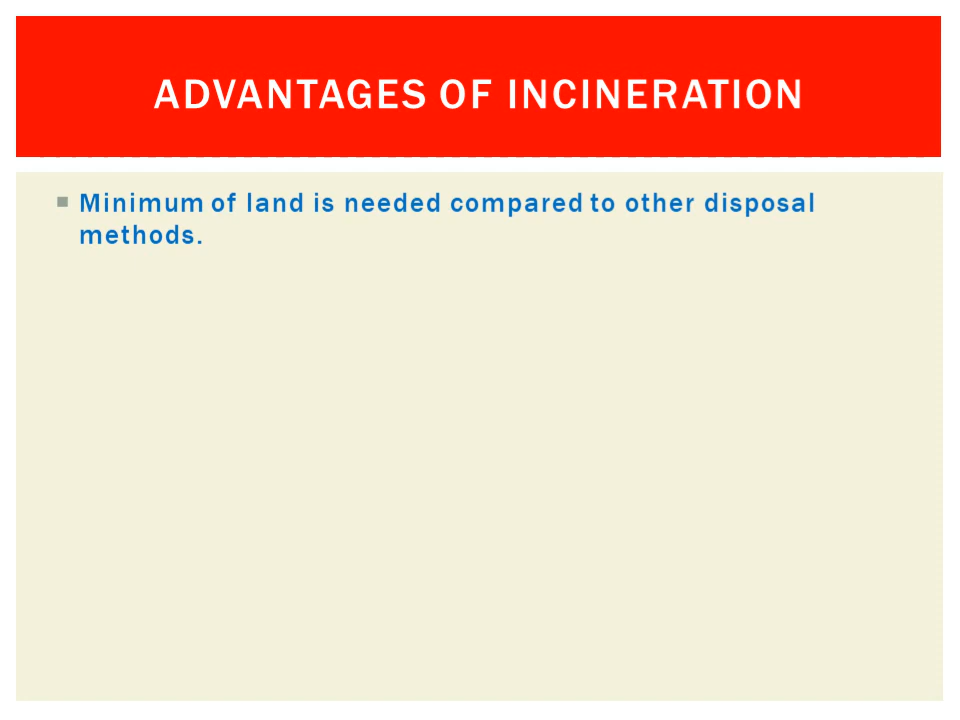 ADVANTAGES OF INCINERATION
Minimum of land is needed compared to other disposal
methods.